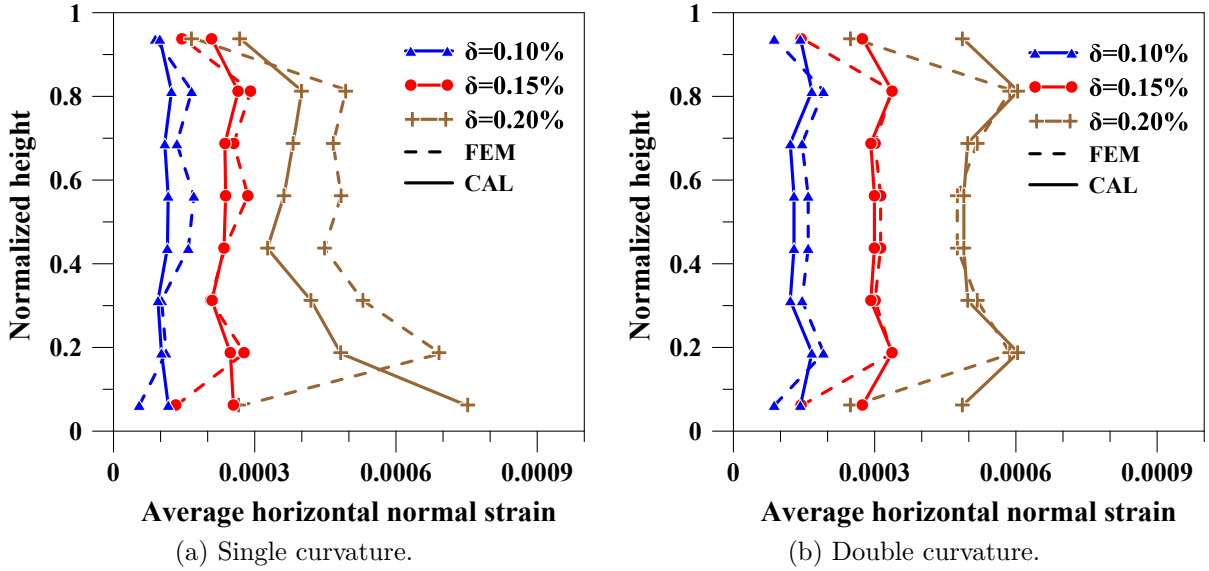 1
0.8
0.6
0.4
0.2
0
Normalized height
0
0.0003
0.0006
0.0009
Average horizontal normal strain
δ=0.10%
δ=0.15%
δ=0.20%
FEM
CAL
(a) Single curvature.
1
0.8
0.6
0.4
0.2
0
Normalized height
0
0.0003
0.0006
0.0009
Average horizontal normal strain
δ=0.10%
δ=0.15%
δ=0.20%
FEM
CAL
(b) Double curvature.